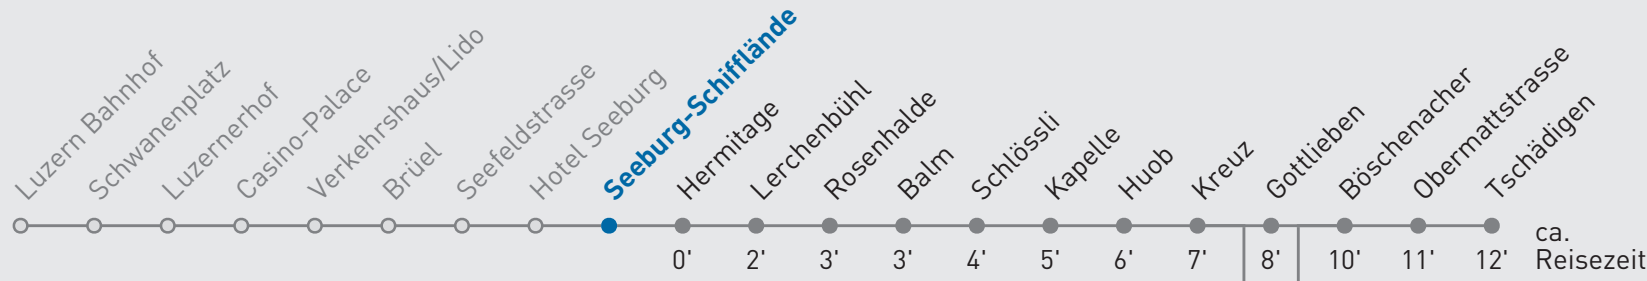 Luzern Bahnhof
Schwanenplatz
Luzernerhof
Casino-Palace
Verkehrshaus/Lido
Brüel
Seefeldstrasse
Hotel Seeburg
Seeburg-Schifflände
Hermitage
Lerchenbühl
Rosenhalde
Balm
Schlössli
Kapelle
Huob
Kreuz
Gottlieben
Böschenacher
Obermattstrasse
Tschädigen
0' 2' 3' 3' 4' 5' 6' 7' 8' 10' 11' 12'
ca.
Reisezeit